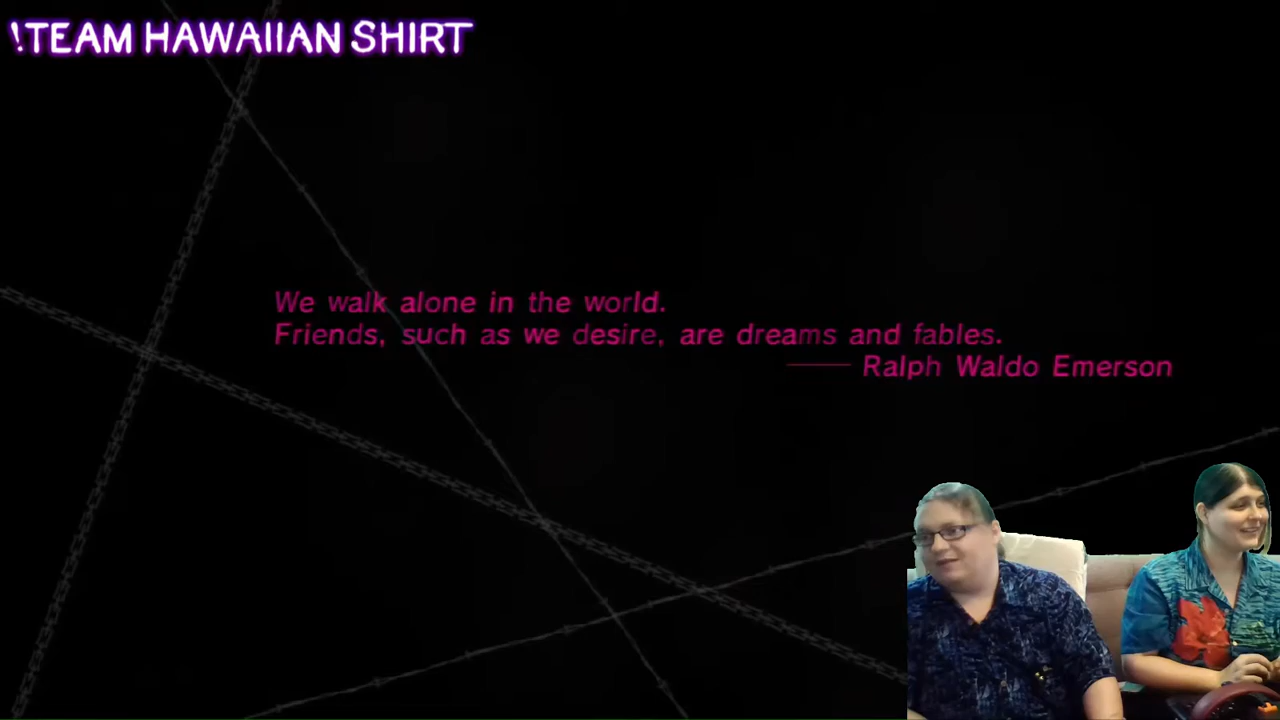 !TEAM HAWAIIAN SHIRT
We walk alone in the world.
Friends, such as we desire, are dreams and fables.
—— Ralph Waldo Emerson